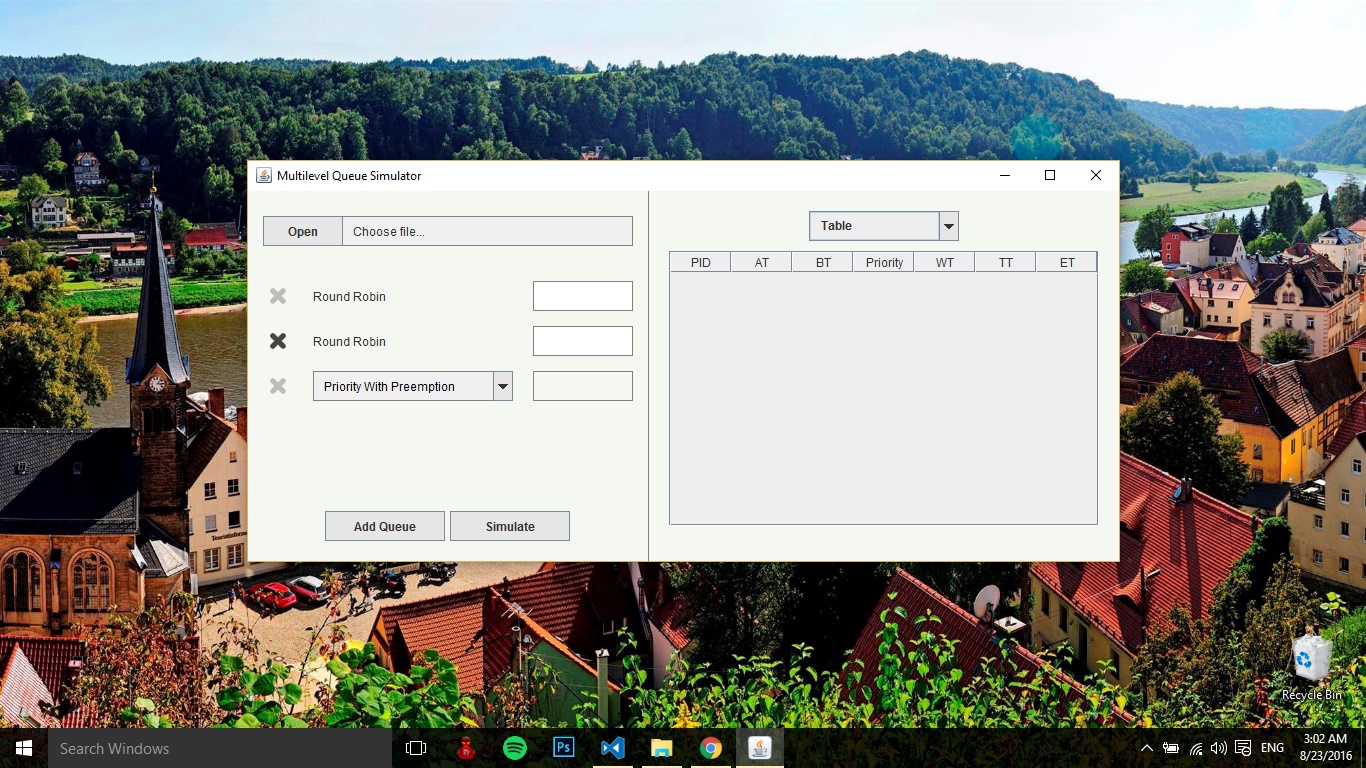 Multilevel Queue Simulator
Open Choose file...
Round Robin
Round Robin
Priority With Preemption
Add Queue Simulate
Table
PID AT BT Priority WT TT ET
Recycle Bin
Search Windows
Ps
ENG
3:02 AM
8/23/2016